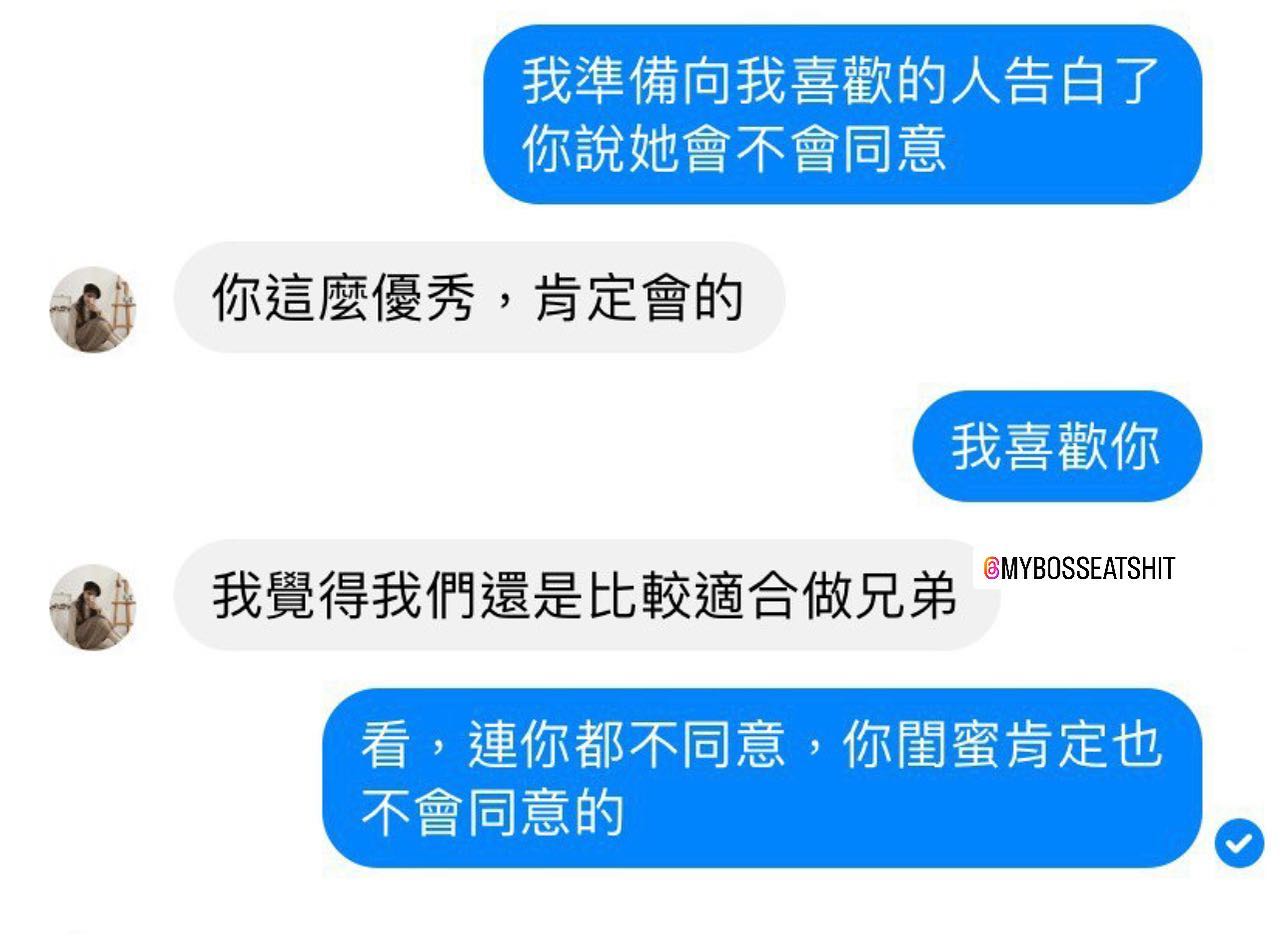 我準備向我喜歡的人告白了
你說她會不會同意
你這麼優秀，肯定會的
我喜歡你
我覺得我們還是比較適合做兄弟
@MYBOSSEATSHIT
看，連你都不同意，你閨蜜肯定也
不會同意的